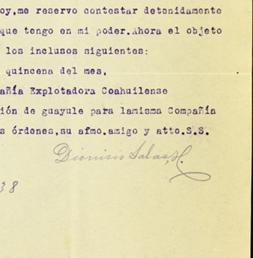 oy,me reservo contestar detenidamente
que tengo en mi poder.Ahora el objeto
los inclusos siguientes:
quincena del mes.
añía Explotadora Coahuilense
ión de guayule para lamisma Compañía
s órdenes,su afmo.amigo y atto.S.S.
Dionisio Salas,
38